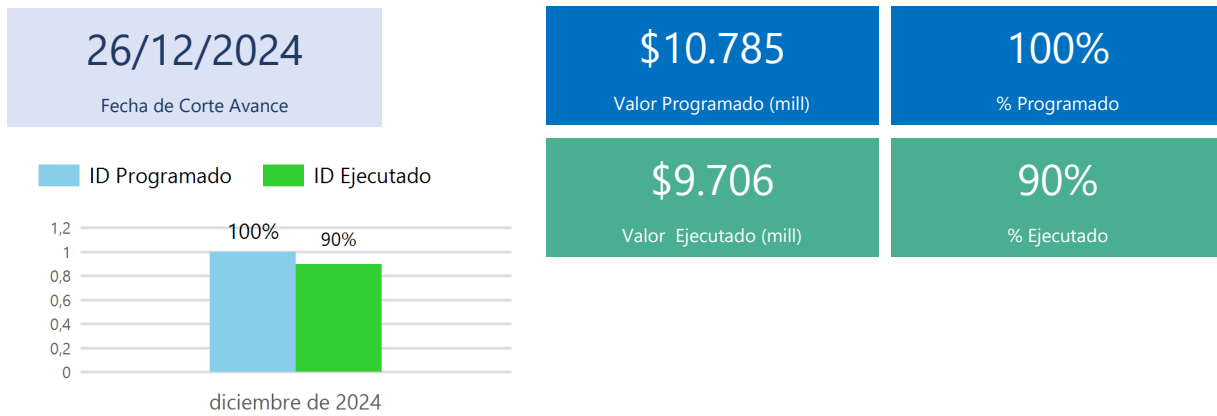 26/12/2024
Fecha de Corte Avance
$10.785
Valor Programado (mill)
100%
% Programado
$9.706
Valor  Ejecutado (mill)
90%
% Ejecutado
ID Programado
ID Ejecutado
1,2
1
0,8
0,6
0,4
0,2
0
100%
90%
diciembre de 2024